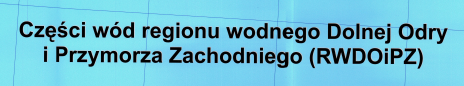 Części wód regionu wodnego Dolnej Odry
i Przymorza Zachodniego (RWDOiPZ)